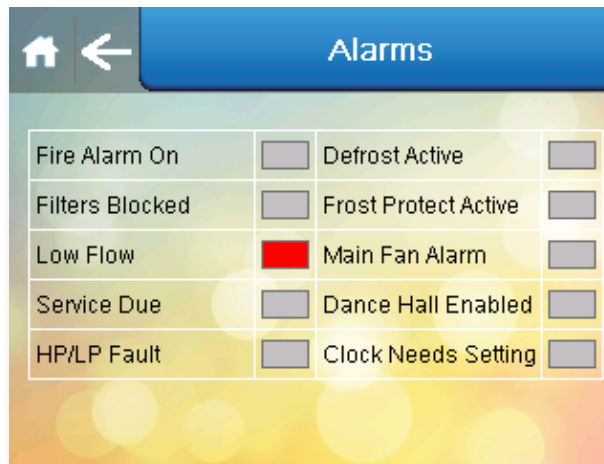 Alarms
Fire Alarm On
Defrost Active
Filters Blocked
Frost Protect Active
Low Flow
Main Fan Alarm
Service Due
Dance Hall Enabled
HP/LP Fault
Clock Needs Setting